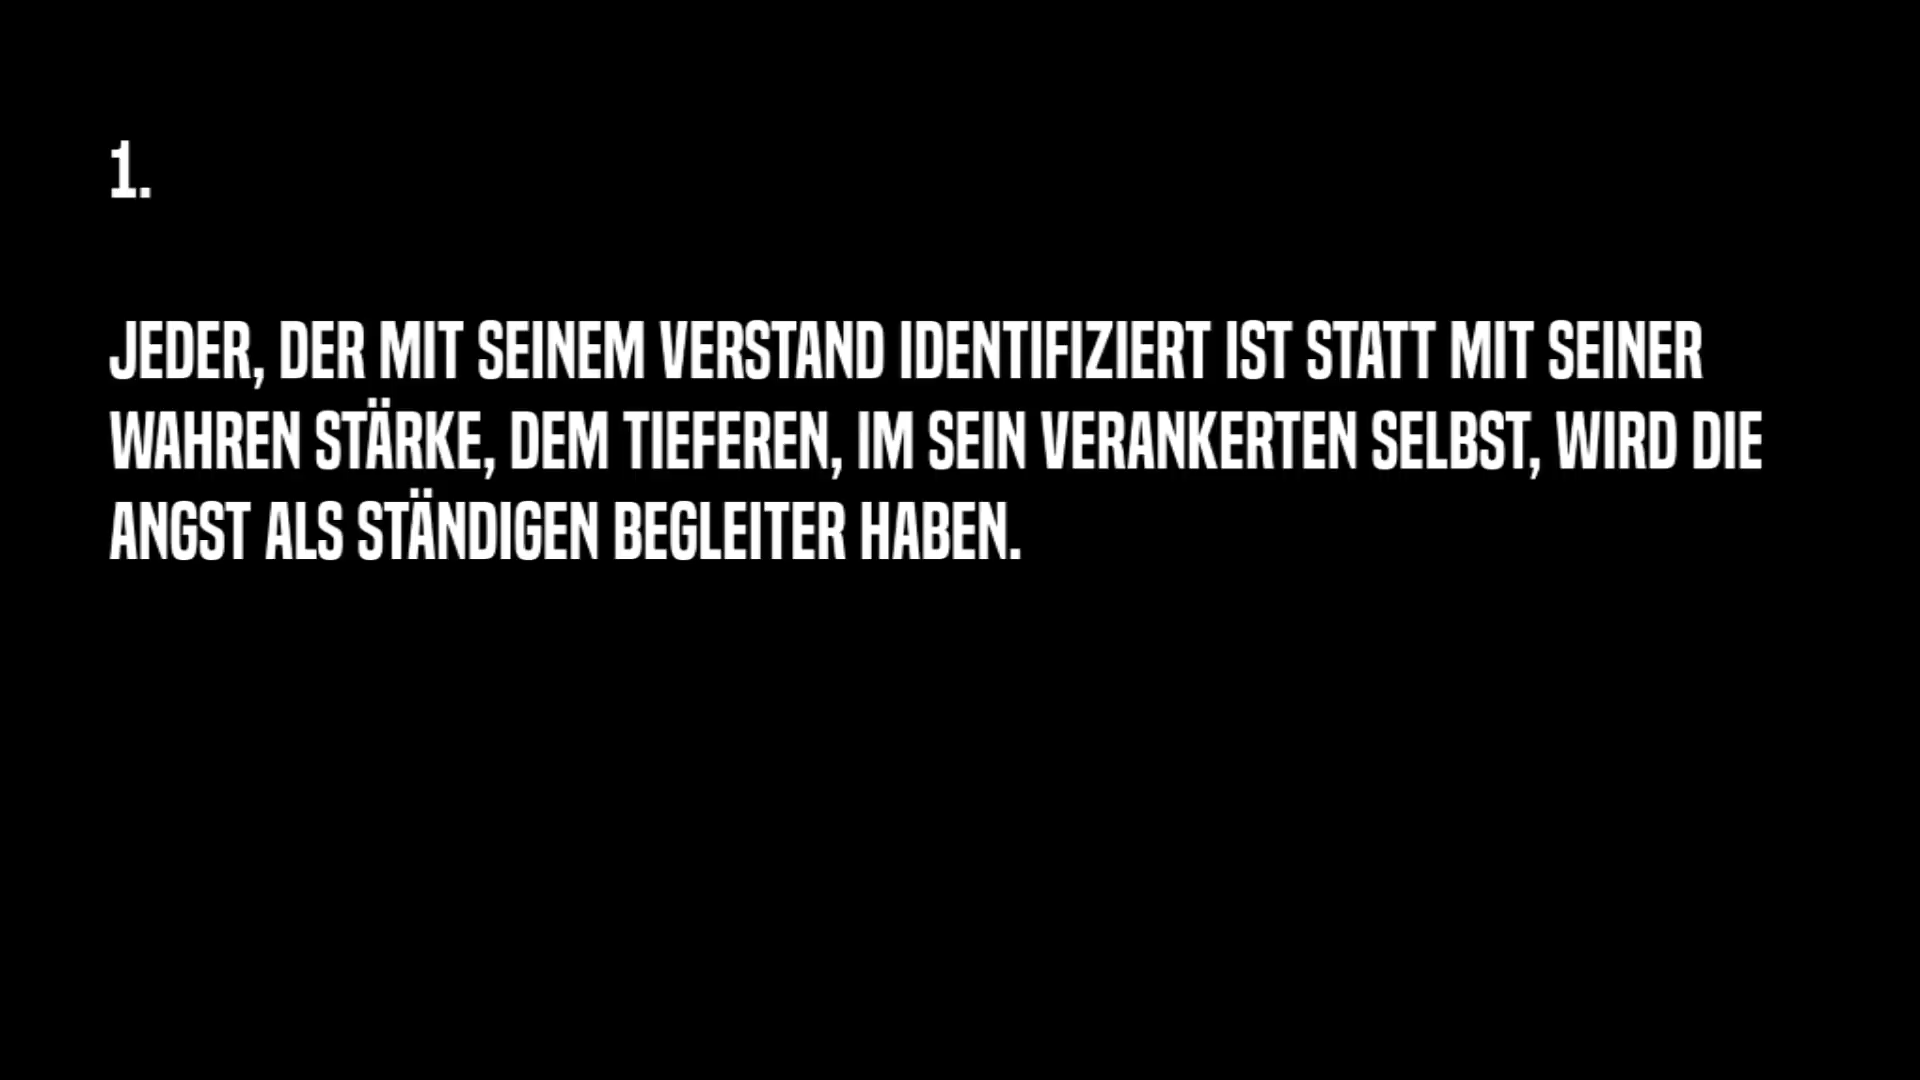 1.
JEDER, DER MIT SEINEM VERSTAND IDENTIFIZIERT IST STATT MIT SEINER
WAHREN STÄRKE, DEM TIEFEREN, IM SEIN VERANKERTEN SELBST, WIRD DIE
ANGST ALS STÄNDIGEN BEGLEITER HABEN.